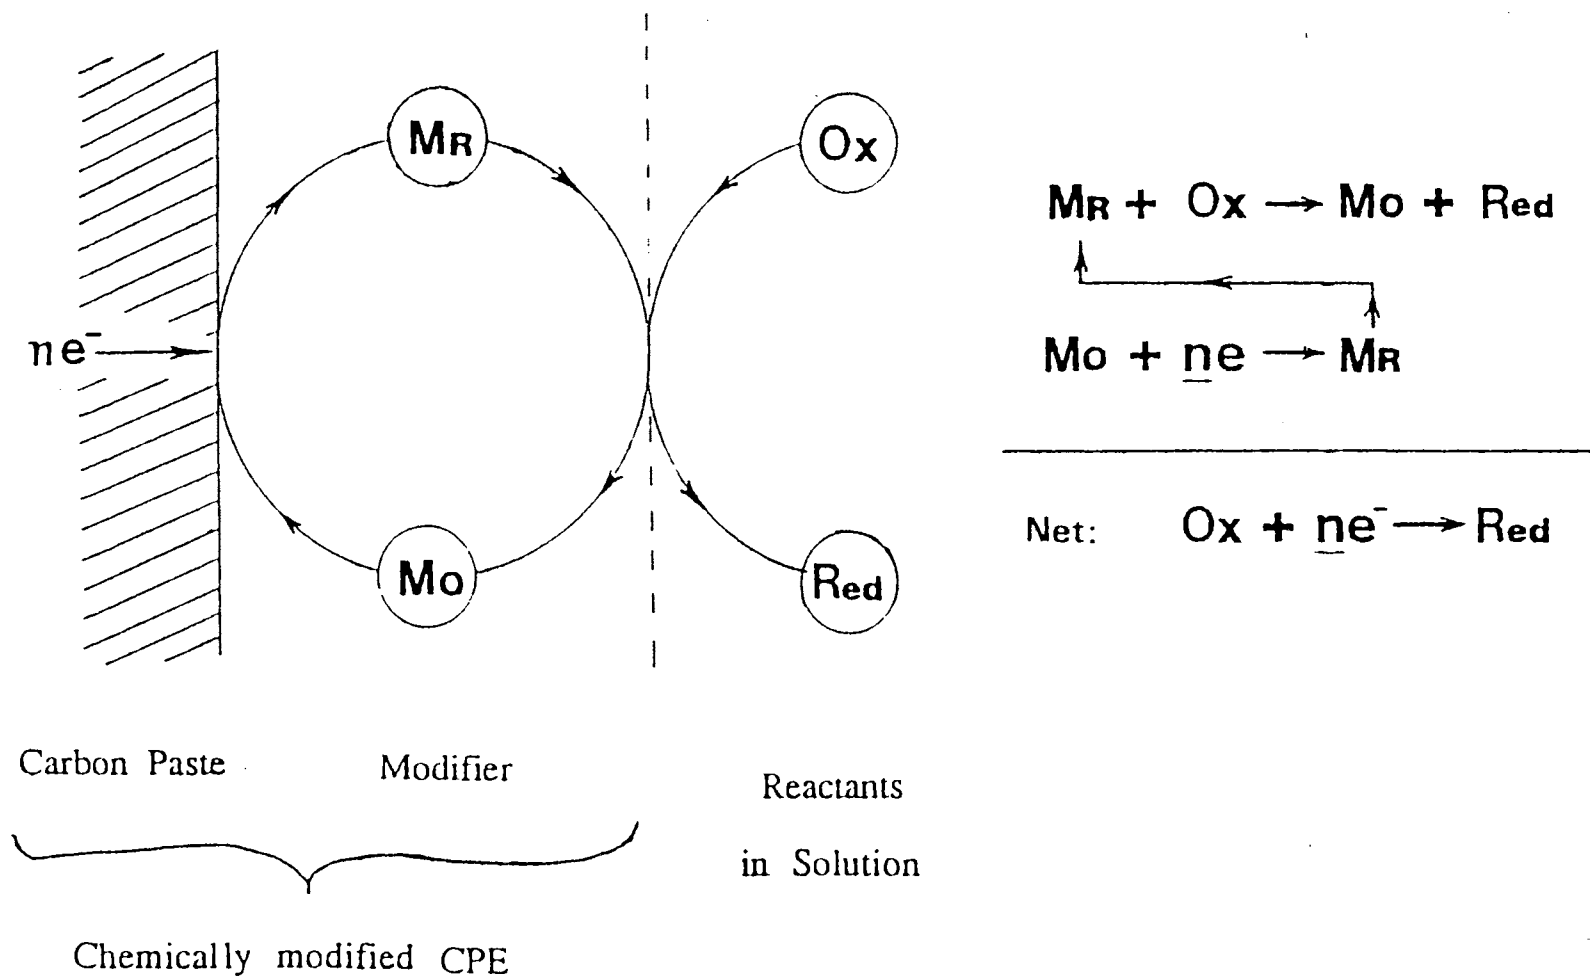 MR
Ox
ne⁻
Mo
Red
MR + Ox → Mo + Red
Mo + ne → MR
Net: Ox + ne⁻ → Red
Carbon Paste
Modifier
Reactants
in Solution
Chemically modified CPE